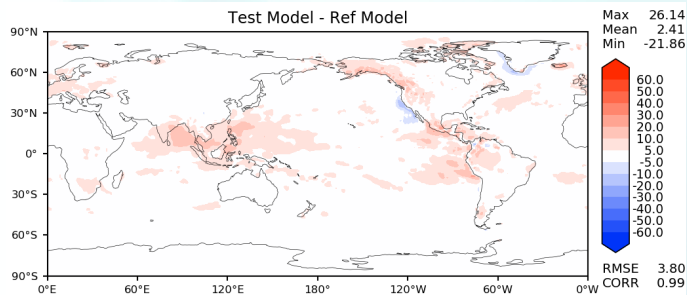 Test Model - Ref Model
Max 26.14
Mean 2.41
Min -21.86
90°N
60°N
30°N
0°
30°S
60°S
90°S
0°E 60°E 120°E 180° 120°W 60°W 0°W
60.0
50.0
40.0
30.0
20.0
10.0
5.0
-5.0
-10.0
-20.0
-30.0
-40.0
-50.0
-60.0
RMSE 3.80
CORR 0.99